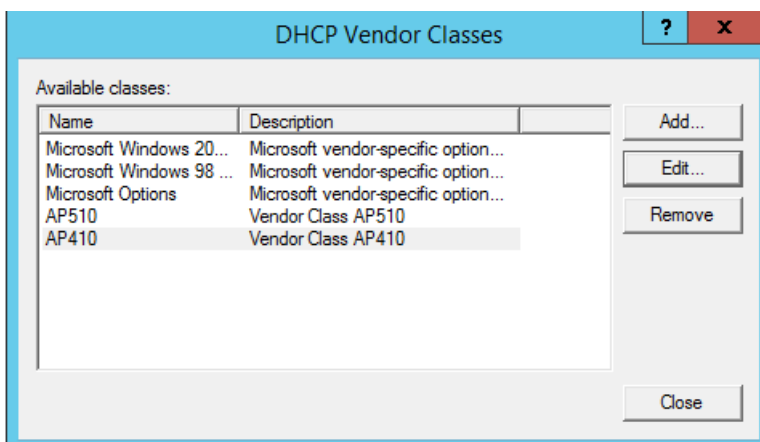 DHCP Vendor Classes
? x
Available classes:
Name Description
Microsoft Windows 20... Microsoft vendor-specific option...
Microsoft Windows 98 ... Microsoft vendor-specific option...
Microsoft Options Microsoft vendor-specific option...
AP510 Vendor Class AP510
AP410 Vendor Class AP410
Add...
Edit...
Remove
Close